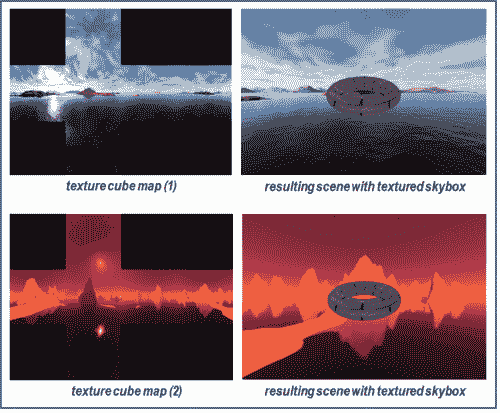 texture cube map (1)
resulting scene with textured skybox
texture cube map (2)
resulting scene with textured skybox